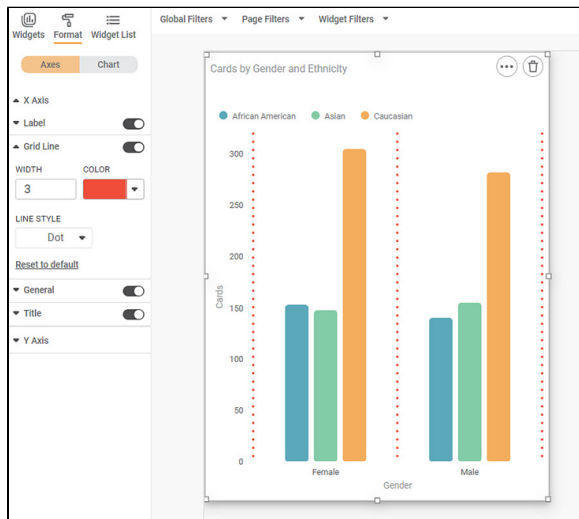 Widgets Format Widget List
Global Filters Page Filters Widget Filters
Axes Chart
X Axis
Label
Grid Line
WIDTH COLOR
3
LINE STYLE
Dot
Reset to default
General
Title
Y Axis
Cards by Gender and Ethnicity
African American Asian Caucasian
300
250
200
150
100
50
0
Cards
Female Male
Gender